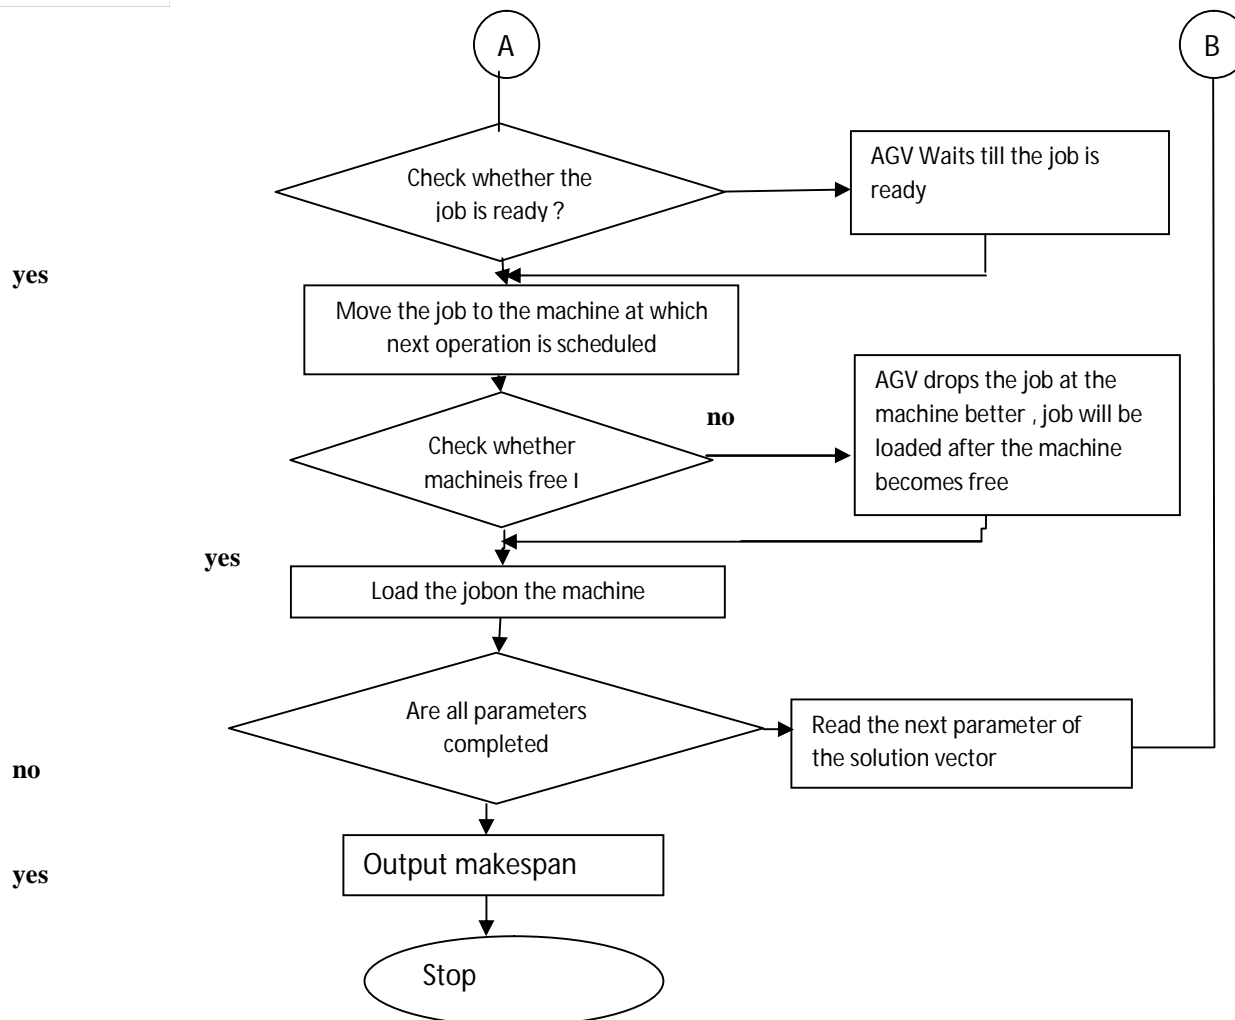 A
B
Check whether the
job is ready ?
AGV Waits till the job is
ready
yes
Move the job to the machine at which
next operation is scheduled
no
AGV drops the job at the
machine better , job will be
loaded after the machine
becomes free
Check whether
machineis free I
yes
Load the jobon the machine
Are all parameters
completed
Read the next parameter of
the solution vector
no
Output makespan
yes
Stop